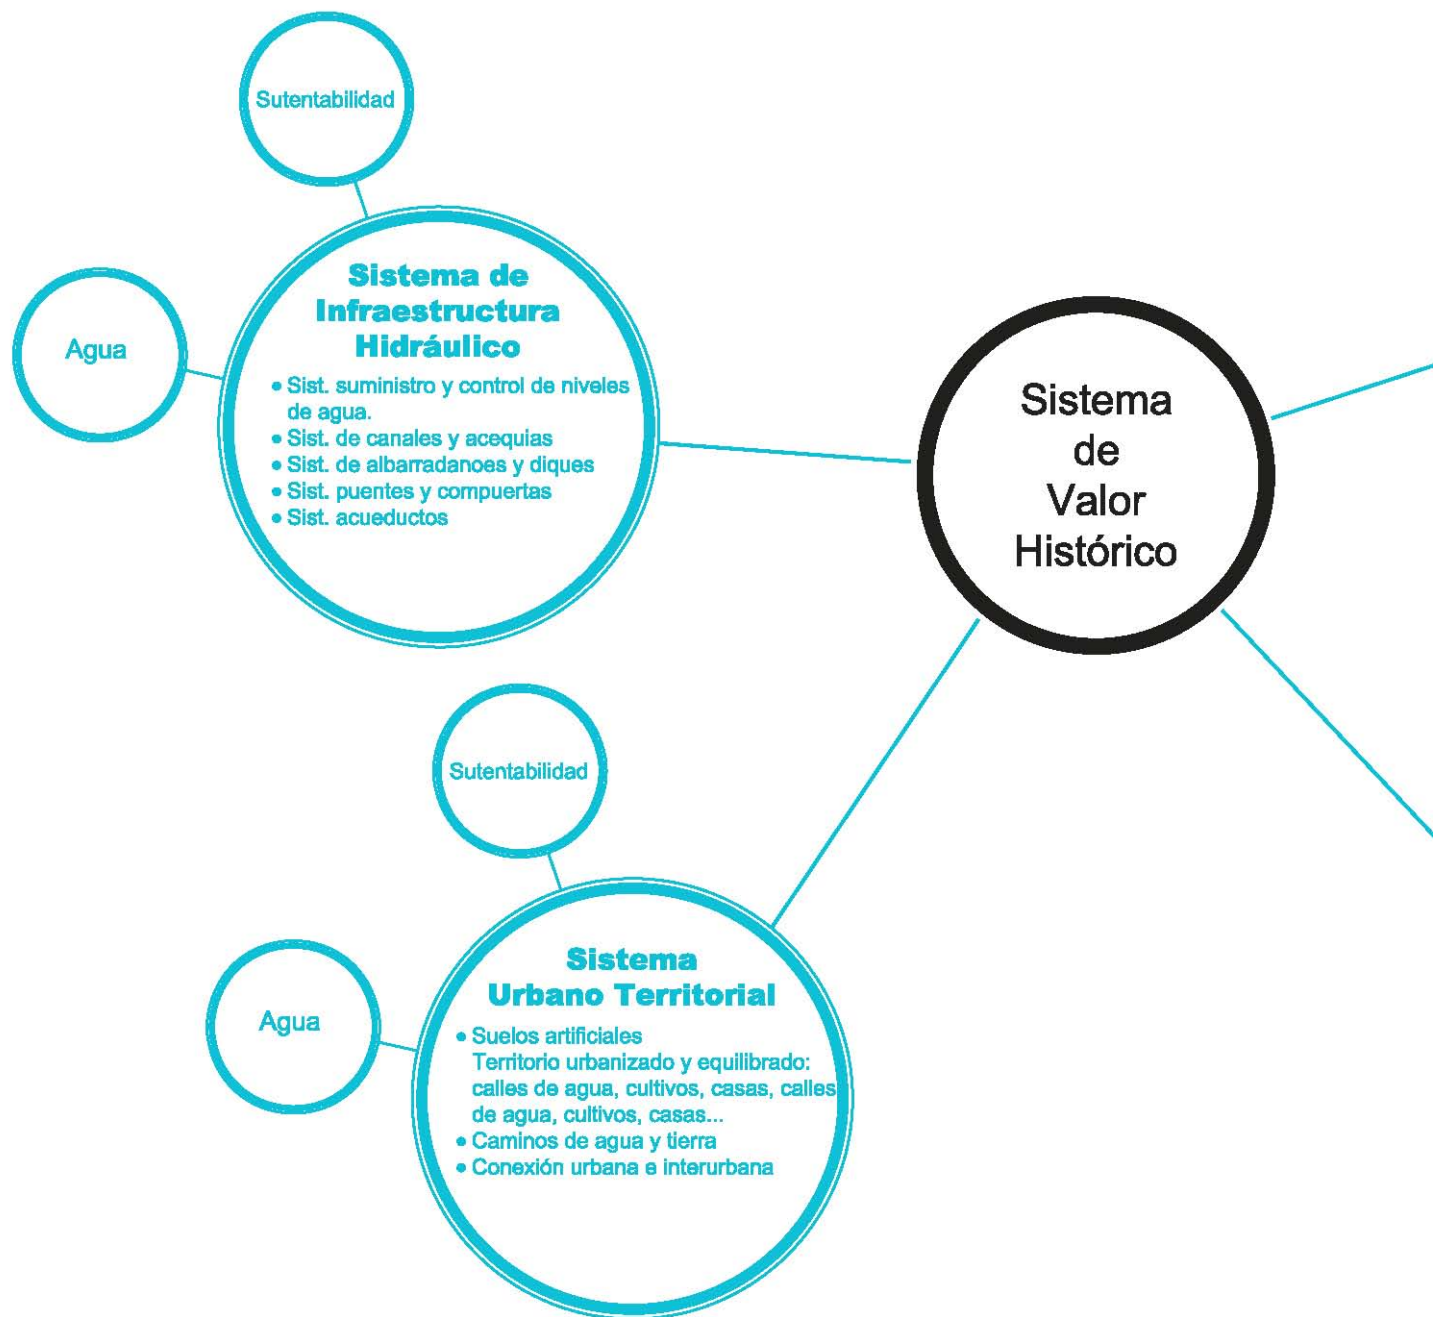 Sutentabilidad
Agua
Sistema de
Infraestructura
Hidráulico
• Sist. suministro y control de niveles
de agua.
• Sist. de canales y acequias
• Sist. de albarradanoes y diques
• Sist. puentes y compuertas
• Sist. acueductos
Sistema
de
Valor
Histórico
Sutentabilidad
Agua
Sistema
Urbano Territorial
• Suelos artificiales
Territorio urbanizado y equilibrado:
calles de agua, cultivos, casas, calles
de agua, cultivos, casas...
• Caminos de agua y tierra
• Conexión urbana e interurbana